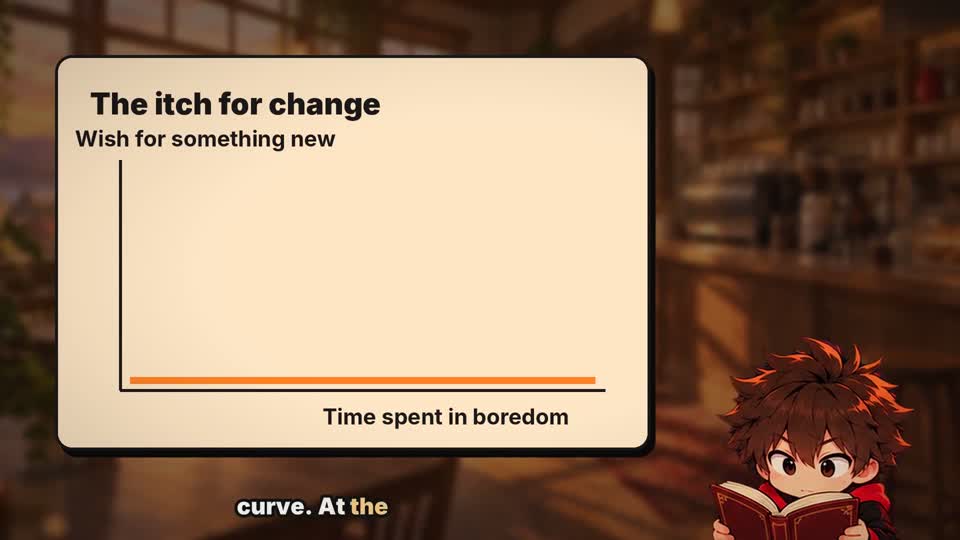 The itch for change
Wish for something new
Time spent in boredom
curve. At the